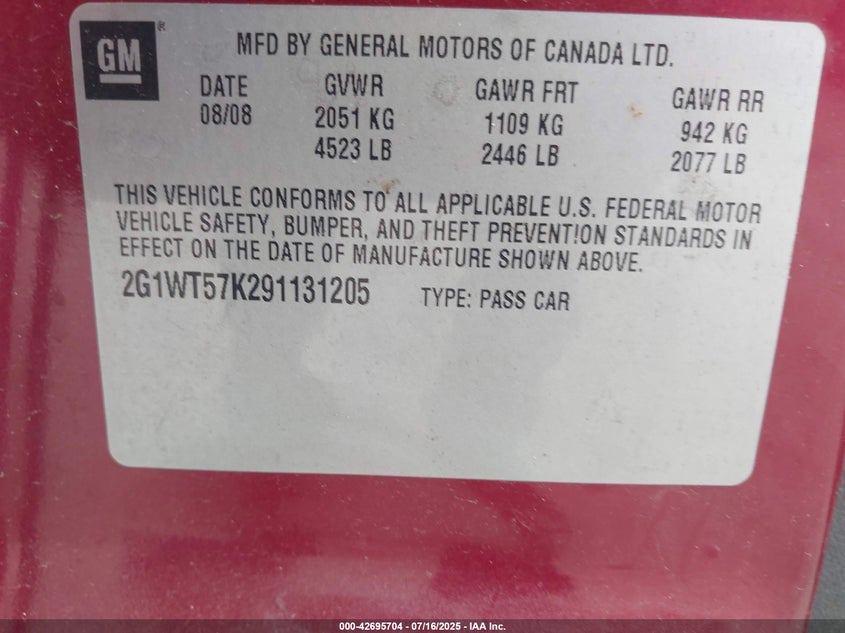 GM®
MFD BY GENERAL MOTORS OF CANADA LTD.
DATE GVWR GAWR FRT GAWR RR
08/08 2051 KG 1109 KG 942 KG
4523 LB 2446 LB 2077 LB
THIS VEHICLE CONFORMS TO ALL APPLICABLE U.S. FEDERAL MOTOR
VEHICLE SAFETY, BUMPER, AND THEFT PREVENTION STANDARDS IN
EFFECT ON THE DATE OF MANUFACTURE SHOWN ABOVE.
2G1WT57K291131205 TYPE: PASS CAR
000-42695704 - 07/16/2025 - IAA Inc.